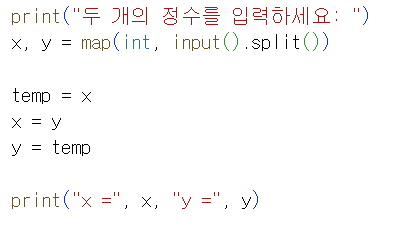 print("두 개의 정수를 입력하세요: ")
x, y = map(int, input().split())
temp = x
x = y
y = temp
print("x =", x, "y =", y)